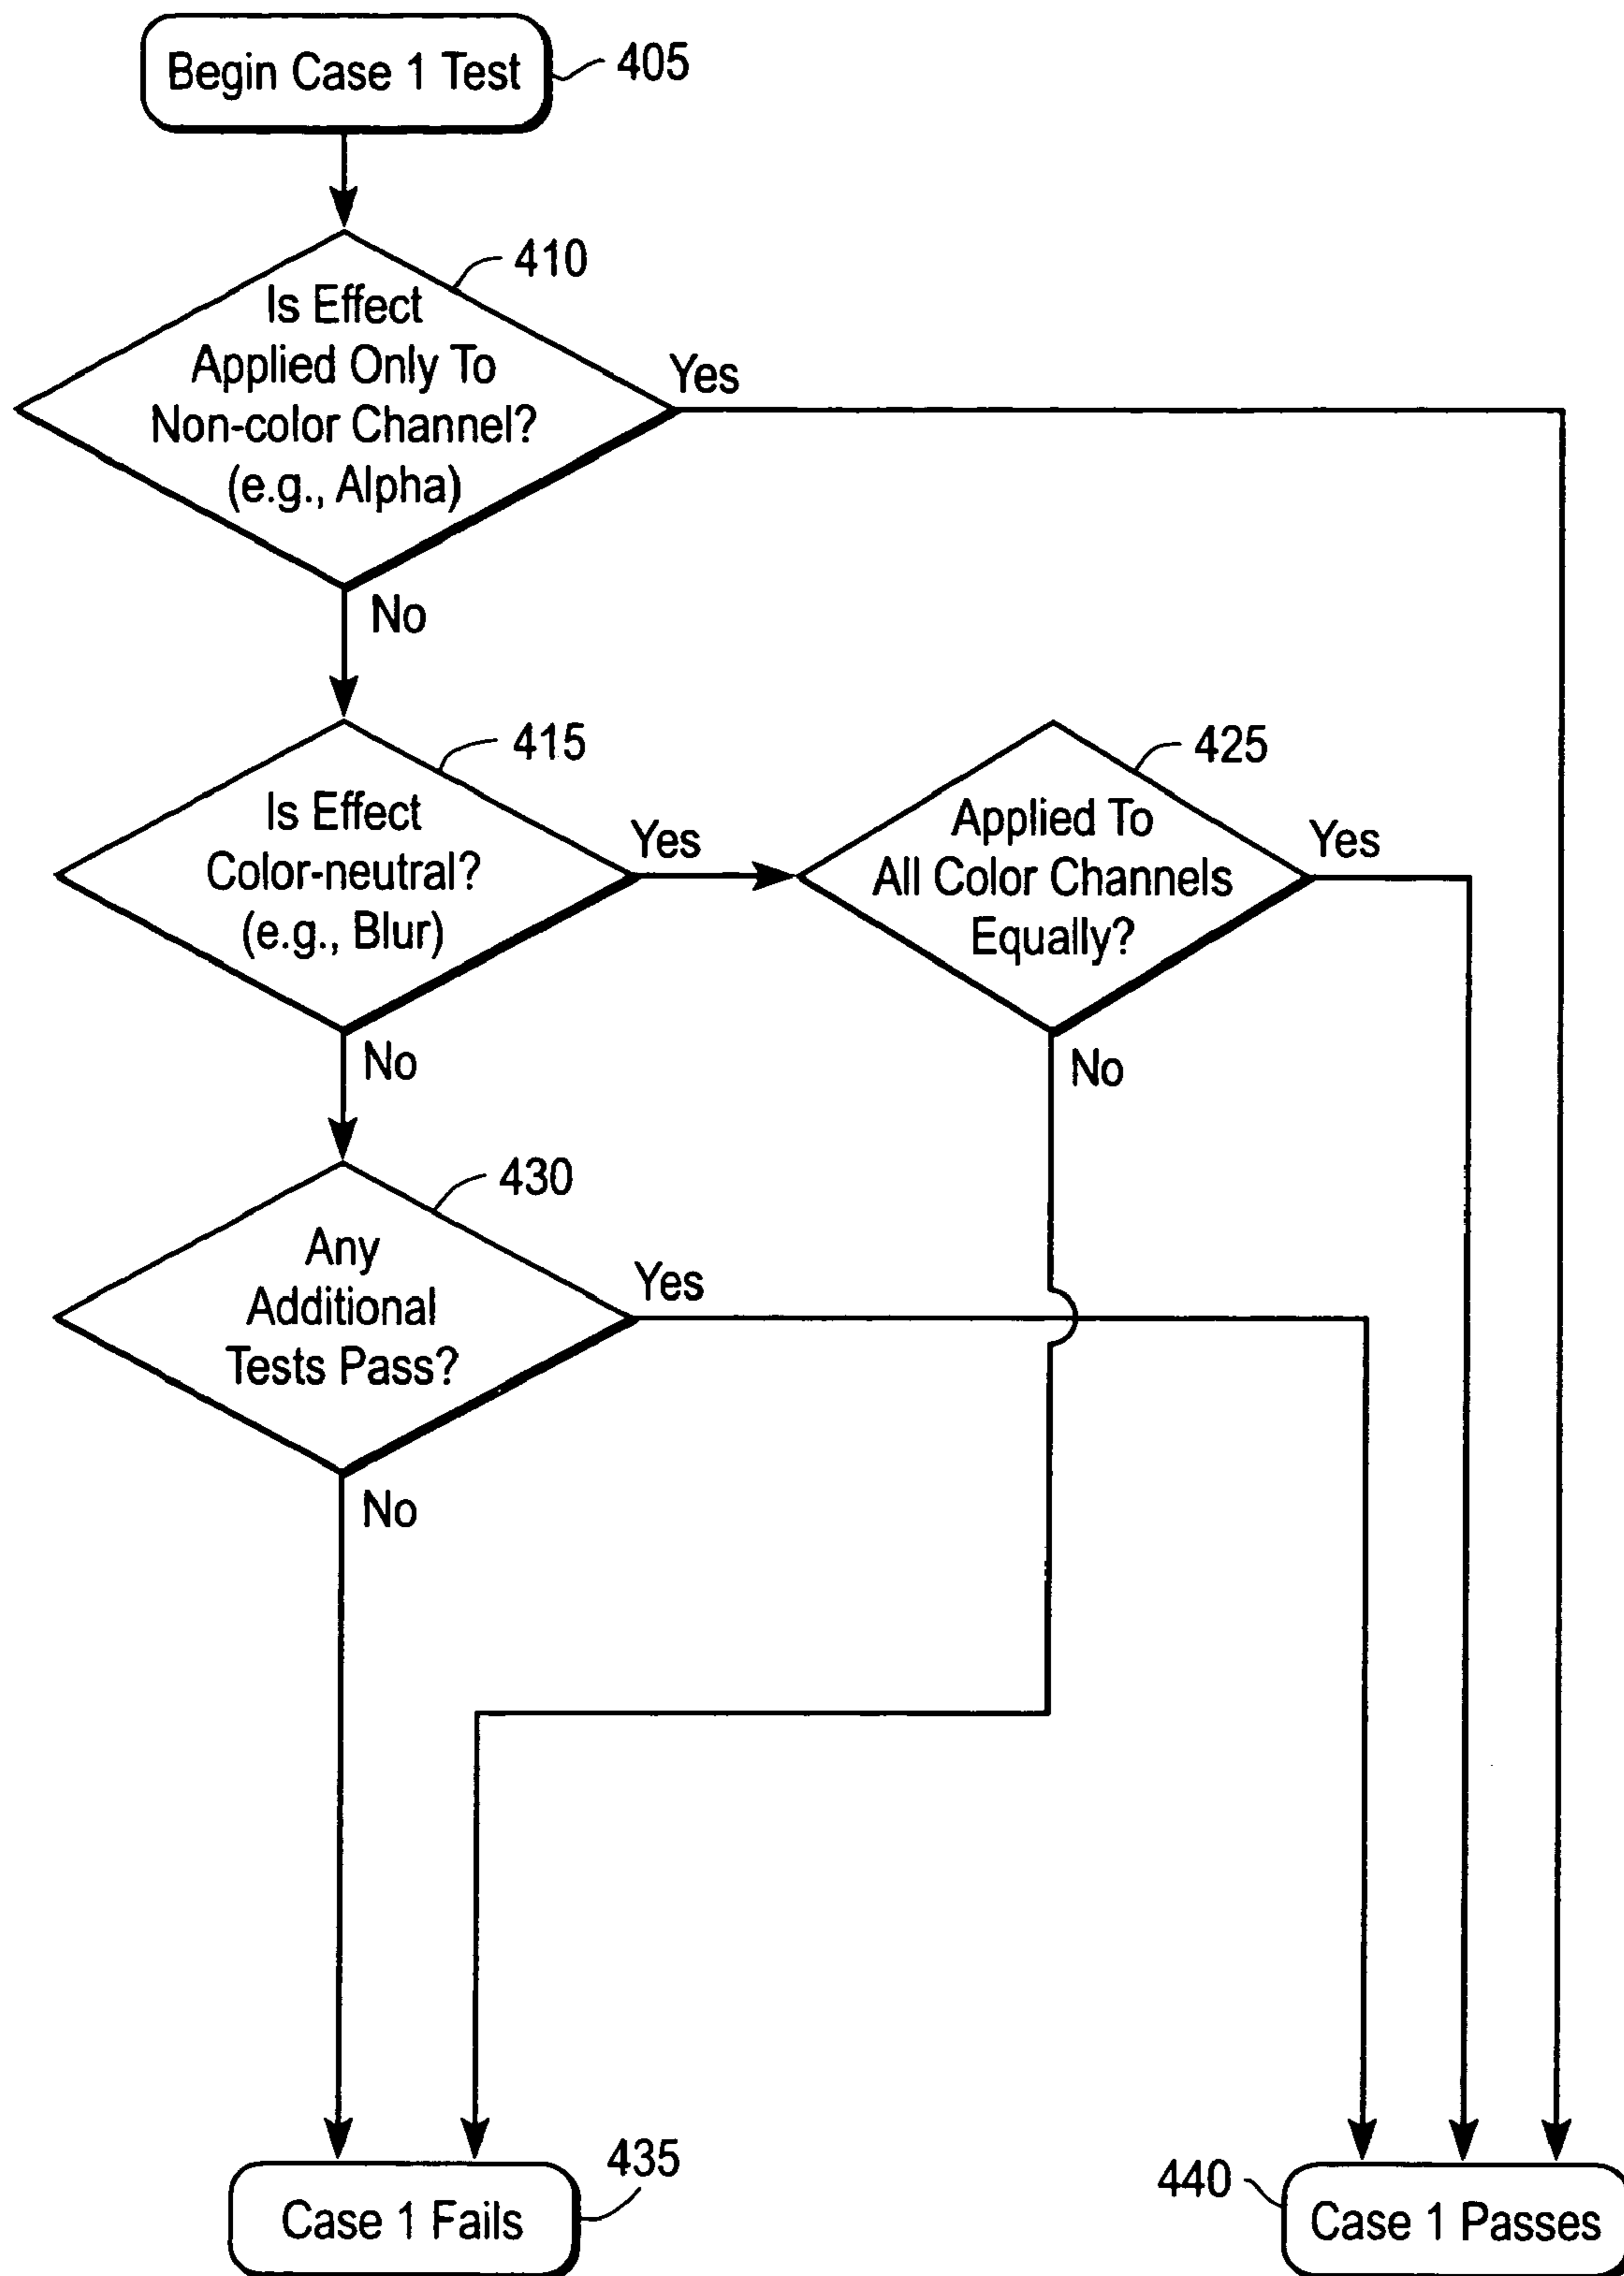 Begin Case 1 Test
405
410
Is Effect
Applied Only To
Non-color Channel?
(e.g., Alpha)
Yes
No
415
Is Effect
Color-neutral?
(e.g., Blur)
Yes
No
425
Applied To
All Color Channels
Equally?
Yes
No
430
Any
Additional
Tests Pass?
Yes
No
435
Case 1 Fails
440
Case 1 Passes